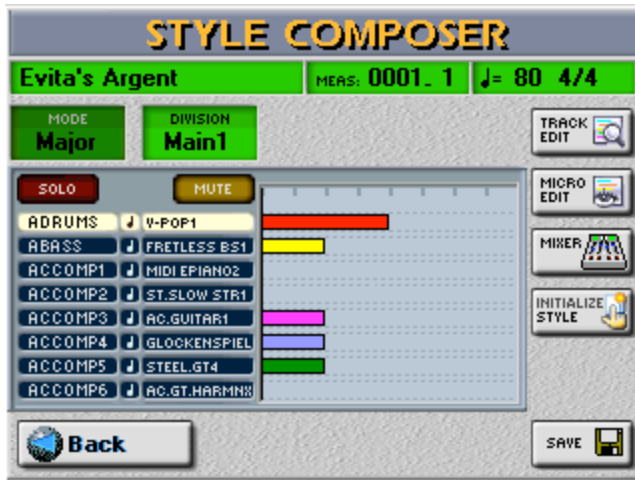 STYLE COMPOSER
Evita's Argent MEAS: 0001_ 1 ♩= 80 4/4
MODE
Major
DIVISION
Main1
TRACK
EDIT
SOLO MUTE
MICRO
EDIT
ADRUMS V-POP1
ABASS FRETLESS BS1
MIXER
ACCOMP1 MIDI EPIANO2
ACCOMP2 ST.SLOW STR1
INITIALIZE
STYLE
ACCOMP3 AC.GUITAR1
ACCOMP4 GLOCKENSPIEL
ACCOMP5 STEEL.GT4
ACCOMP6 AC.GT.HARMNX
Back
SAVE